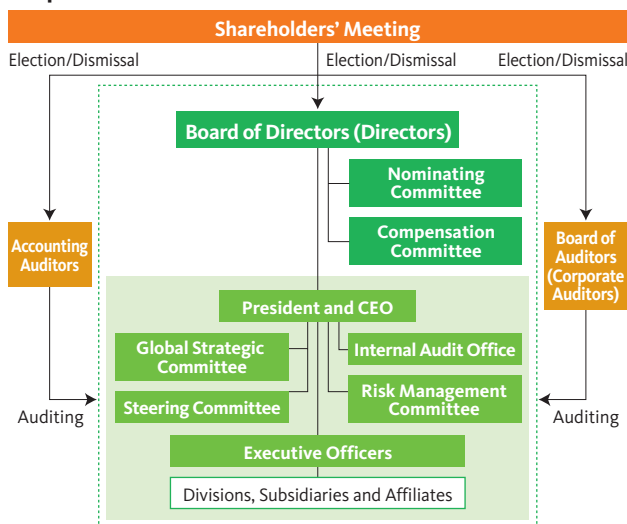 Shareholders' Meeting
Election/Dismissal
Election/Dismissal
Election/Dismissal
Board of Directors (Directors)
Nominating
Committee
Compensation
Committee
Accounting
Auditors
Board of
Auditors
(Corporate
Auditors)
President and CEO
Global Strategic
Committee
Internal Audit Office
Steering Committee
Risk Management
Committee
Auditing
Auditing
Executive Officers
Divisions, Subsidiaries and Affiliates